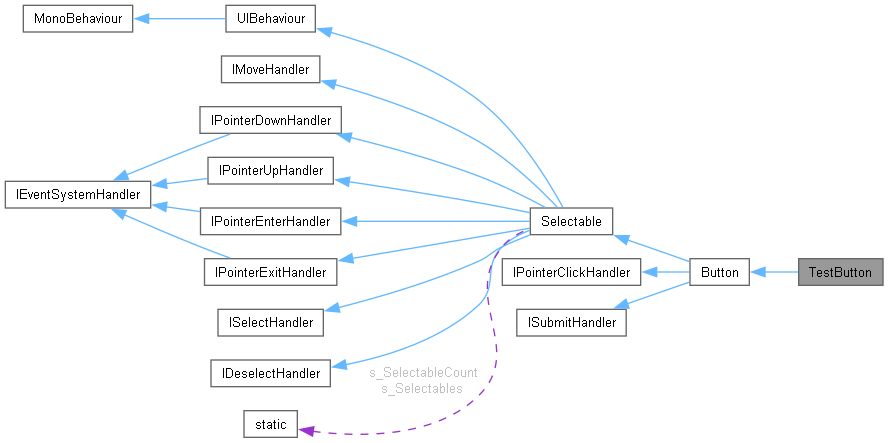 MonoBehaviour
UIBehaviour
IMoveHandler
IPointerDownHandler
IPointerUpHandler
IEventSystemHandler
IPointerEnterHandler
Selectable
IPointerExitHandler
IPointerClickHandler
Button
TestButton
ISelectHandler
ISubmitHandler
IDeselectHandler
s_SelectableCount
s_Selectables
static